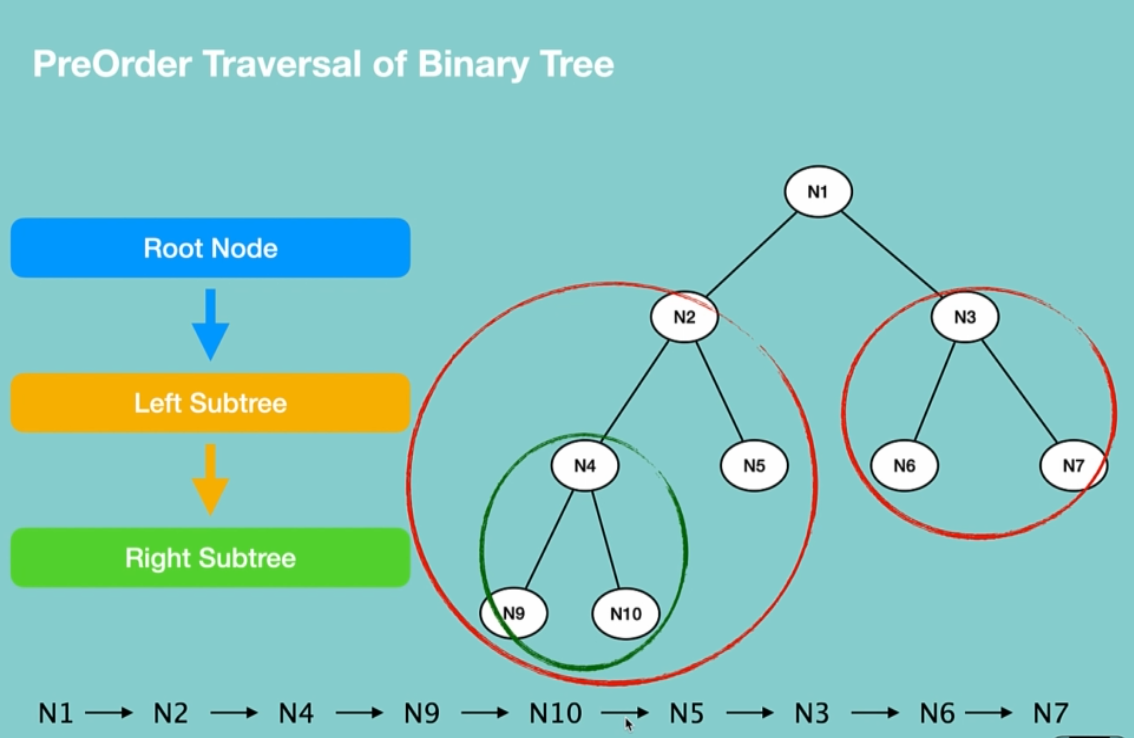 PreOrder Traversal of Binary Tree
N1
Root Node
N2
N3
Left Subtree
N4
N5
N6
N7
Right Subtree
N9
N10
N1 → N2 → N4 → N9 → N10 → N5 → N3 → N6 → N7